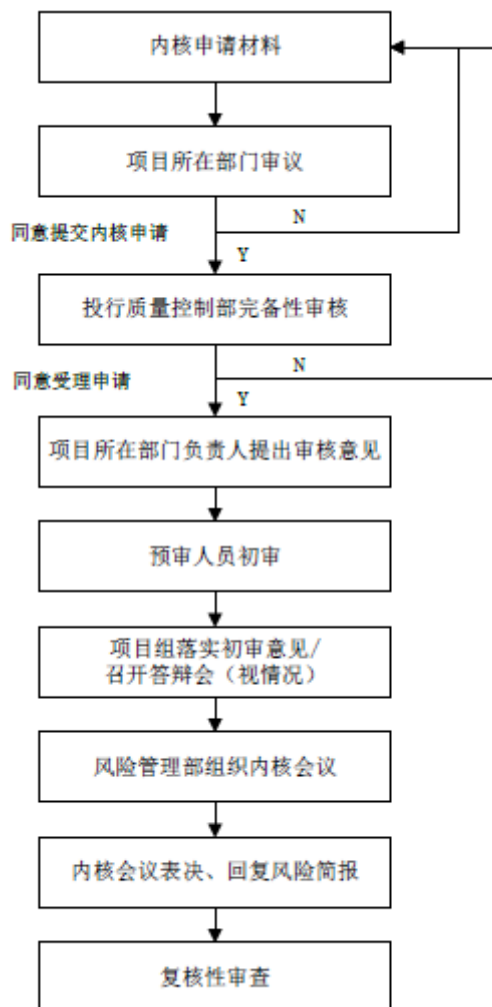 内核申请材料
项目所在部门审议
N
同意提交内核申请
Y
投行质量控制部完备性审核
N
同意受理申请
Y
项目所在部门负责人提出审核意见
预审人员初审
项目组落实初审意见/
召开答辩会（视情况）
风险管理部组织内核会议
内核会议表决、回复风险简报
复核性审查